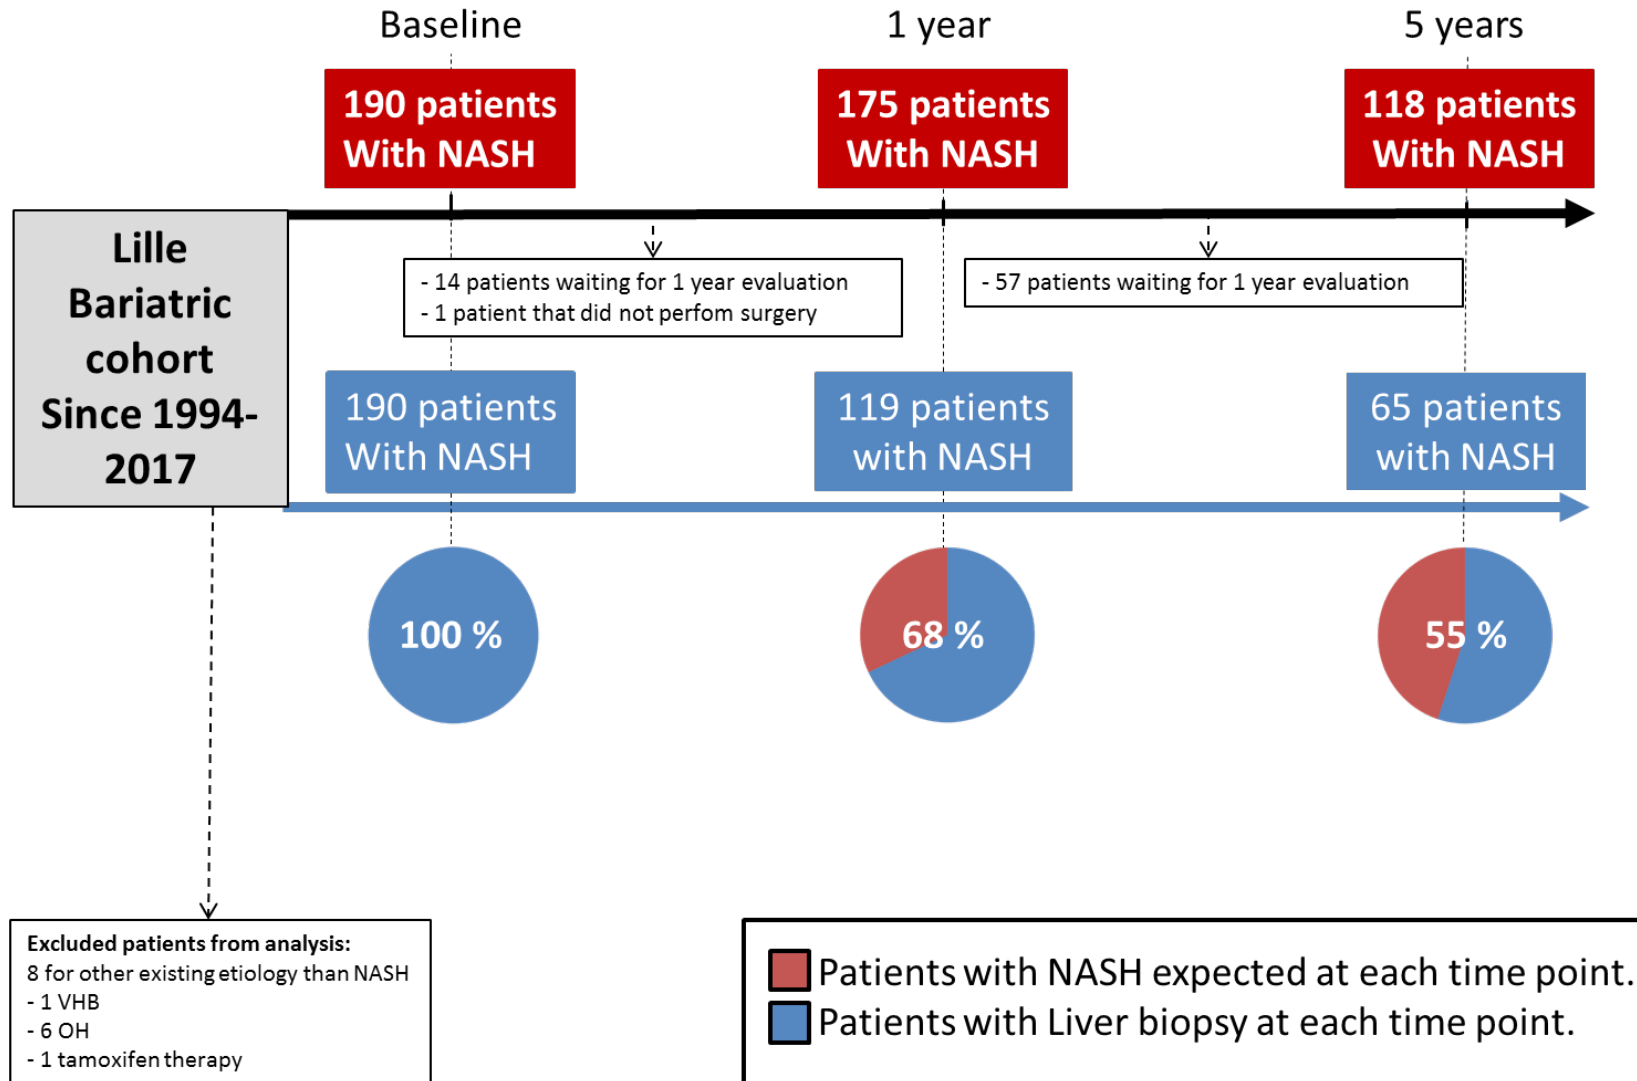 Baseline
1 year
5 years
190 patients
With NASH
175 patients
With NASH
118 patients
With NASH
Lille
Bariatric
cohort
Since 1994-
2017
- 14 patients waiting for 1 year evaluation
- 1 patient that did not perfom surgery
- 57 patients waiting for 1 year evaluation
190 patients
With NASH
119 patients
with NASH
65 patients
with NASH
100 %
68 %
55 %
Excluded patients from analysis:
8 for other existing etiology than NASH
- 1 VHB
- 6 OH
- 1 tamoxifen therapy
Patients with NASH expected at each time point.
Patients with Liver biopsy at each time point.